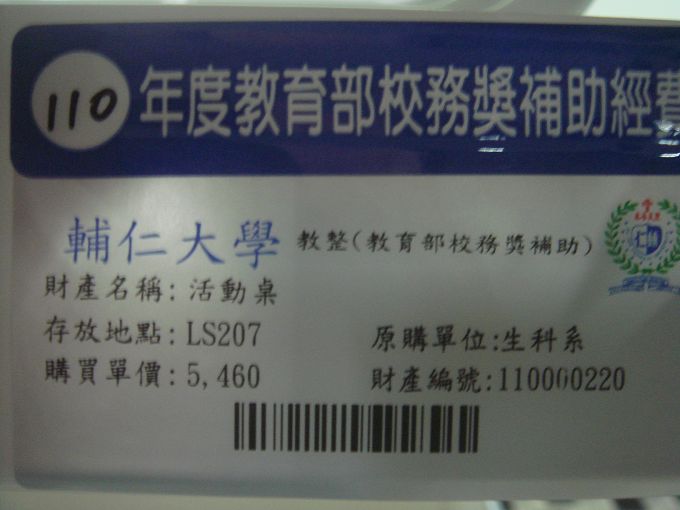 110 年度教育部校務獎補助經費
輔仁大學 教整(教育部校務獎補助)
財產名稱: 活動桌
存放地點: LS207 原購單位:生科系
購買單價: 5,460 財產編號:110000220